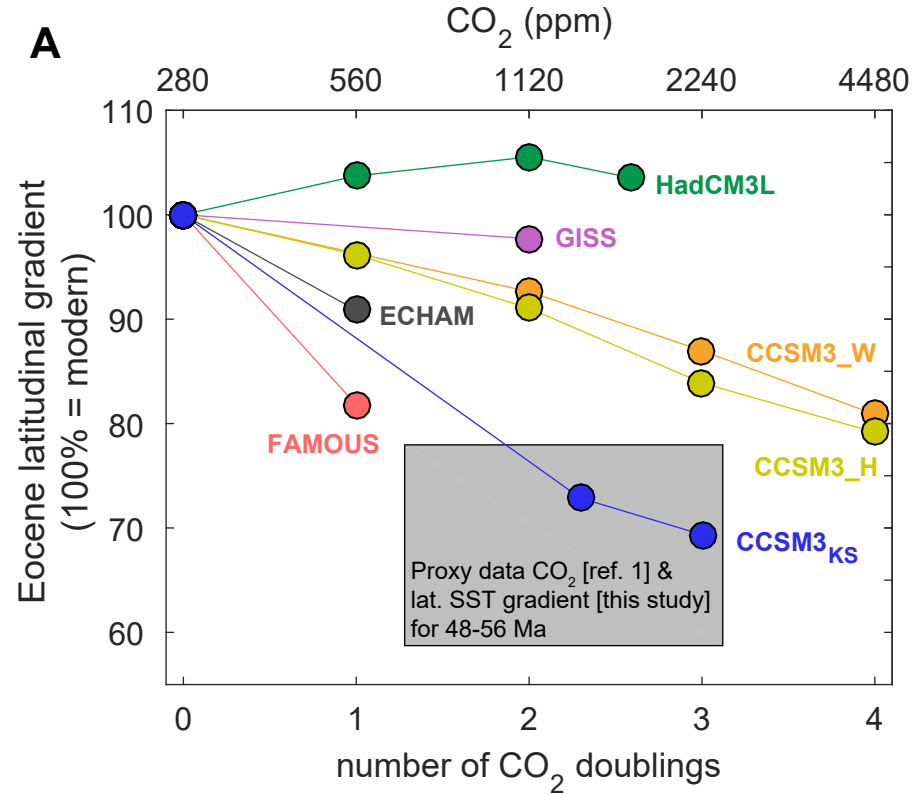 A
CO2 (ppm)
280 560 1120 2240 4480
110
100
90
80
70
60
Eocene latitudinal gradient
(100% = modern)
HadCM3L
GISS
ECHAM
CCSM3_W
FAMOUS
CCSM3_H
CCSM3KS
Proxy data CO2 [ref. 1] &
lat. SST gradient [this study]
for 48-56 Ma
0 1 2 3 4
number of CO2 doublings